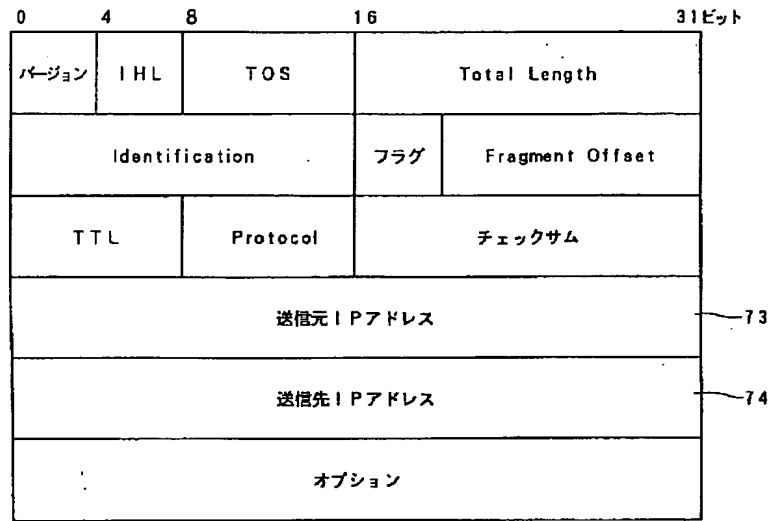 0 4 8 16 31ビット
バージョン IHL TOS Total Length
Identification フラグ Fragment Offset
TTL Protocol チェックサム
送信元IPアドレス 73
送信先IPアドレス 74
オプション